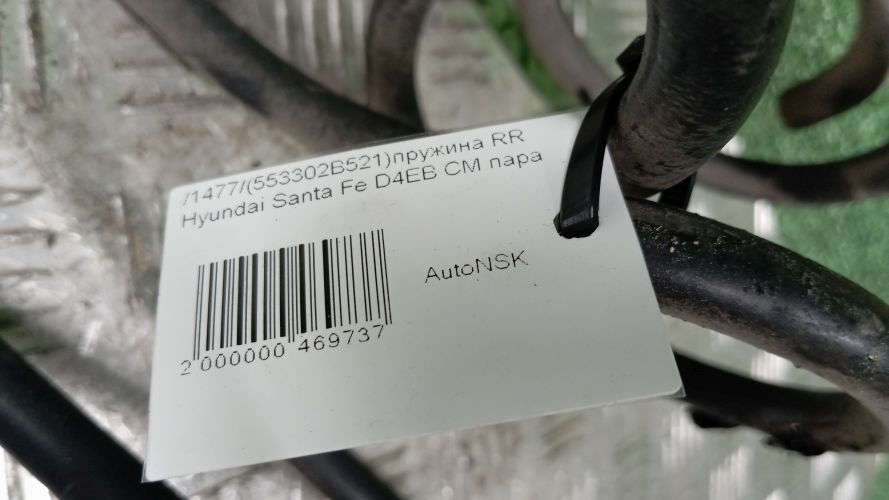 /1477/(553302B521)пружина RR
Hyundai Santa Fe D4EB CM пара
AutoNSK
2 000000 469737